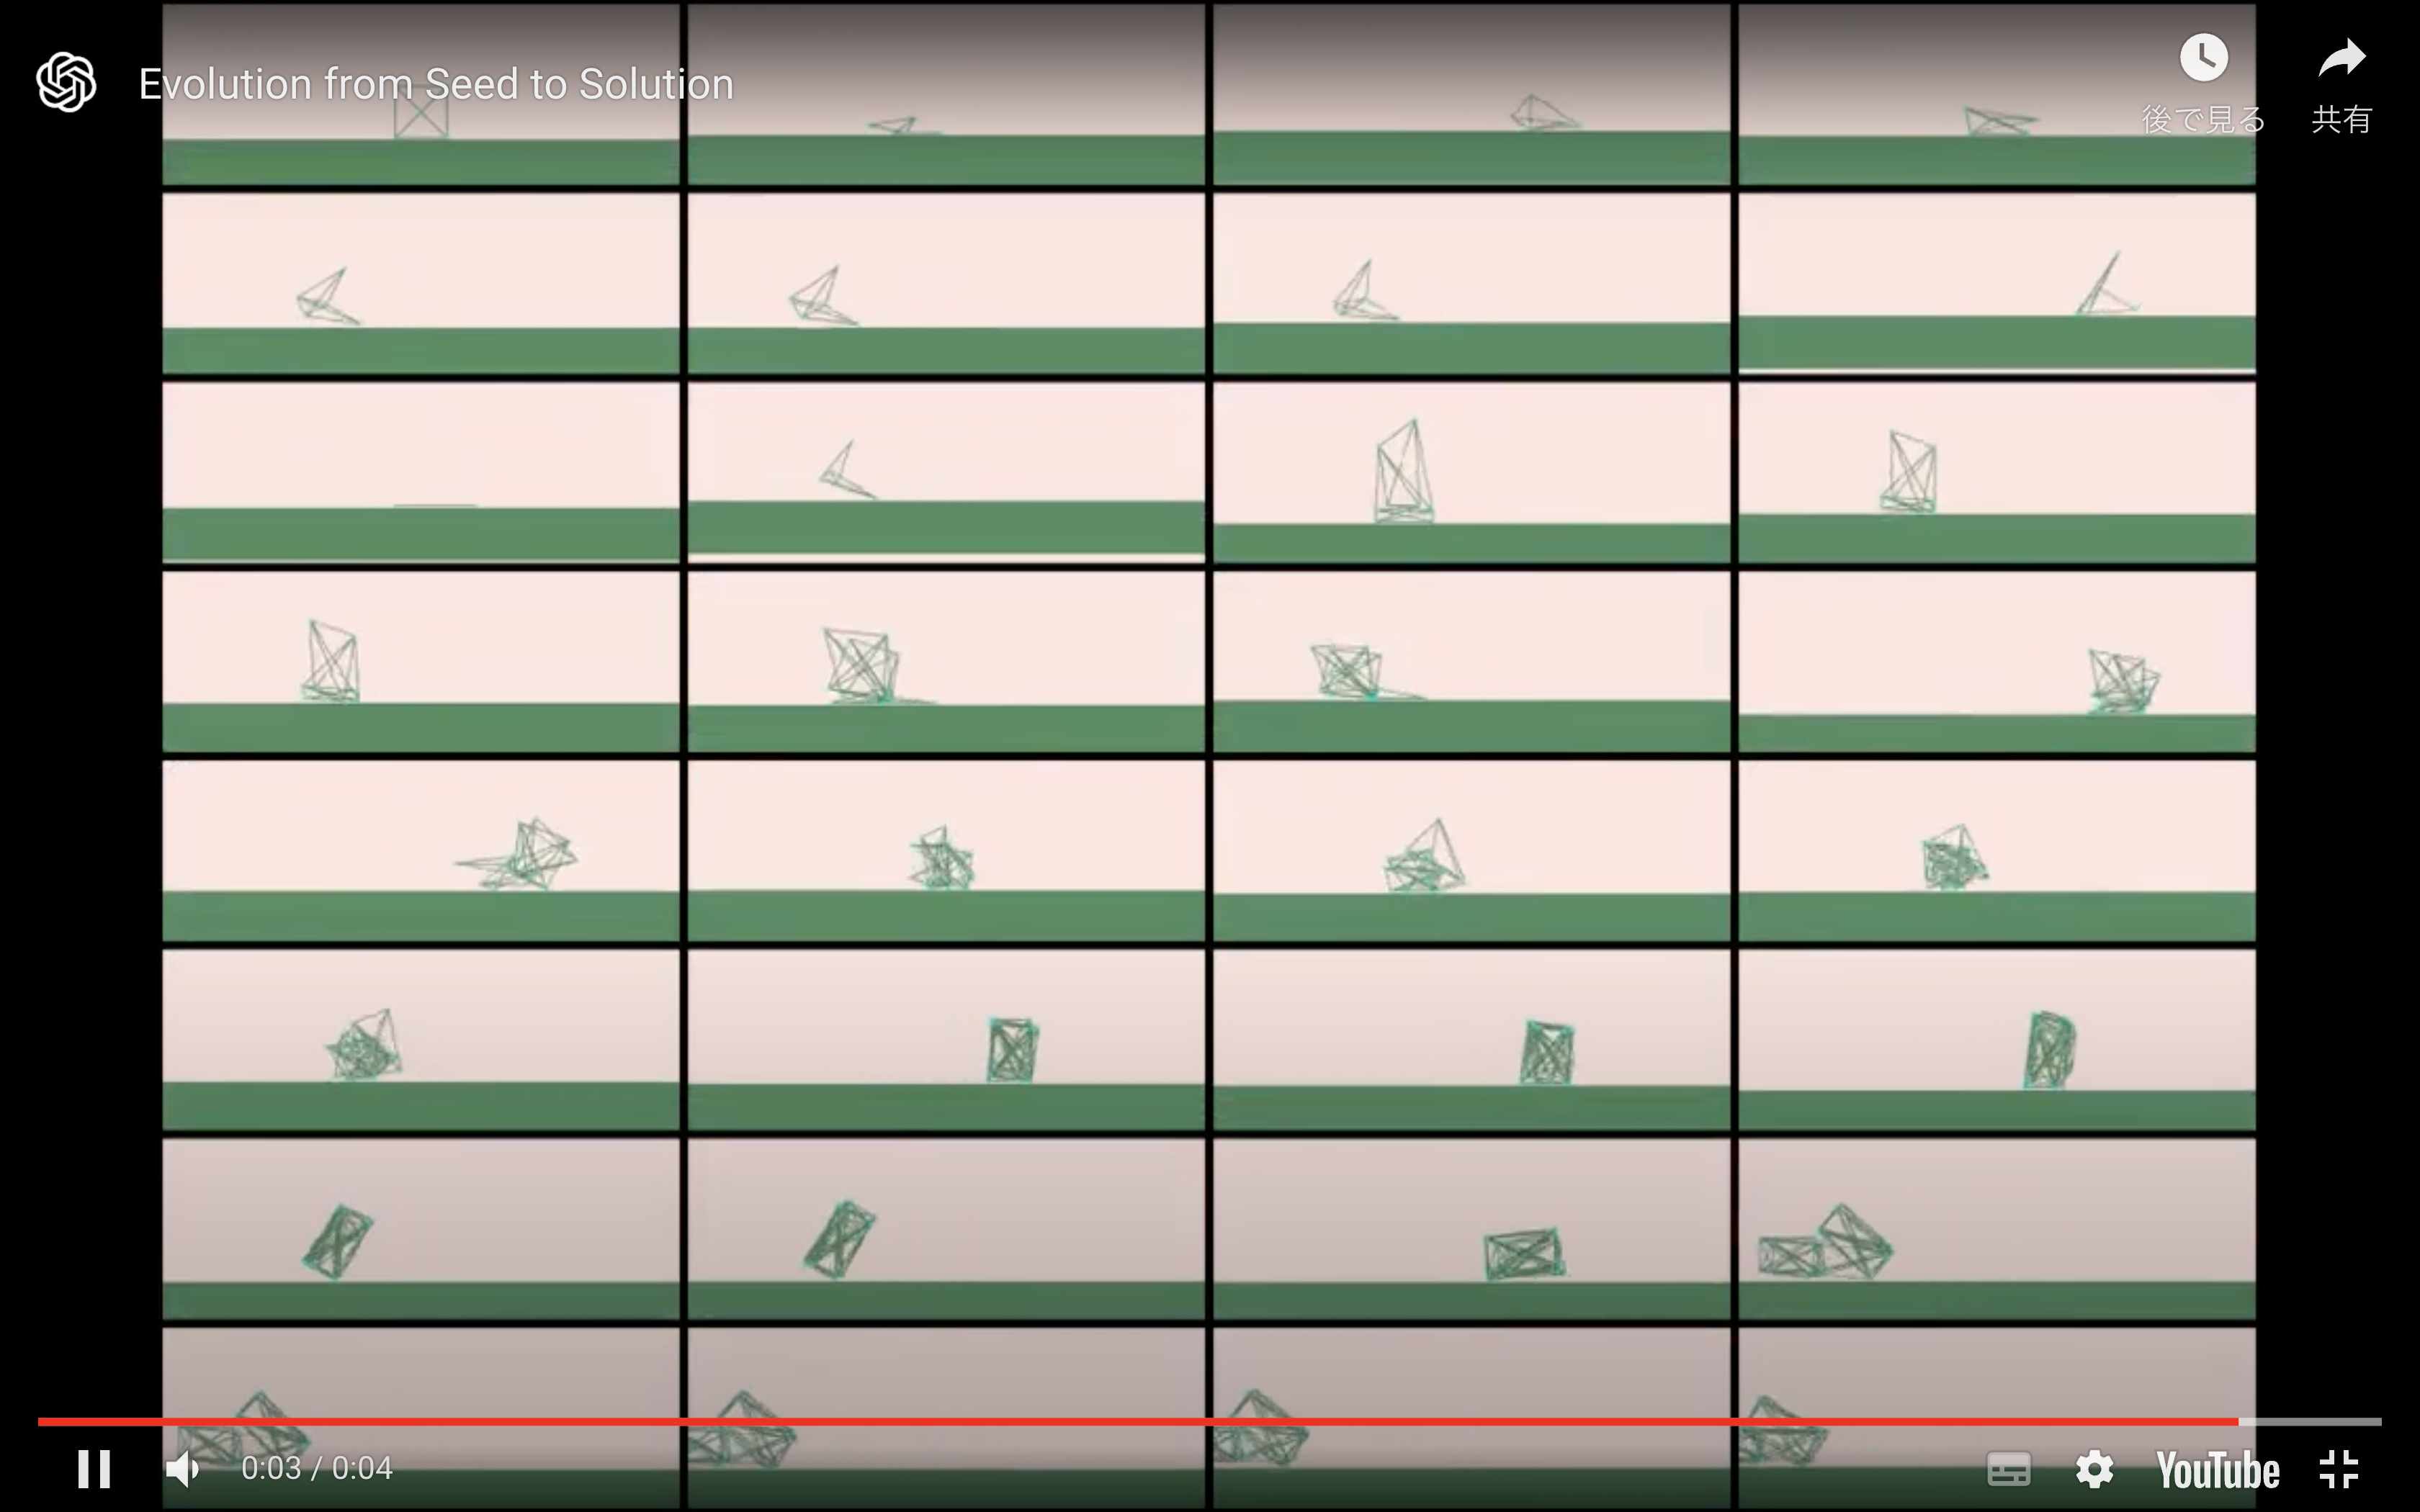 Evolution from Seed to Solution
後で見る
共有
0:03 / 0:04
YouTube